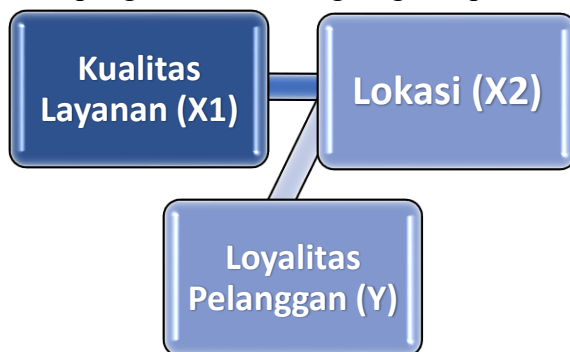 Kualitas
Layanan (X1)
Lokasi (X2)
Loyalitas
Pelanggan (Y)